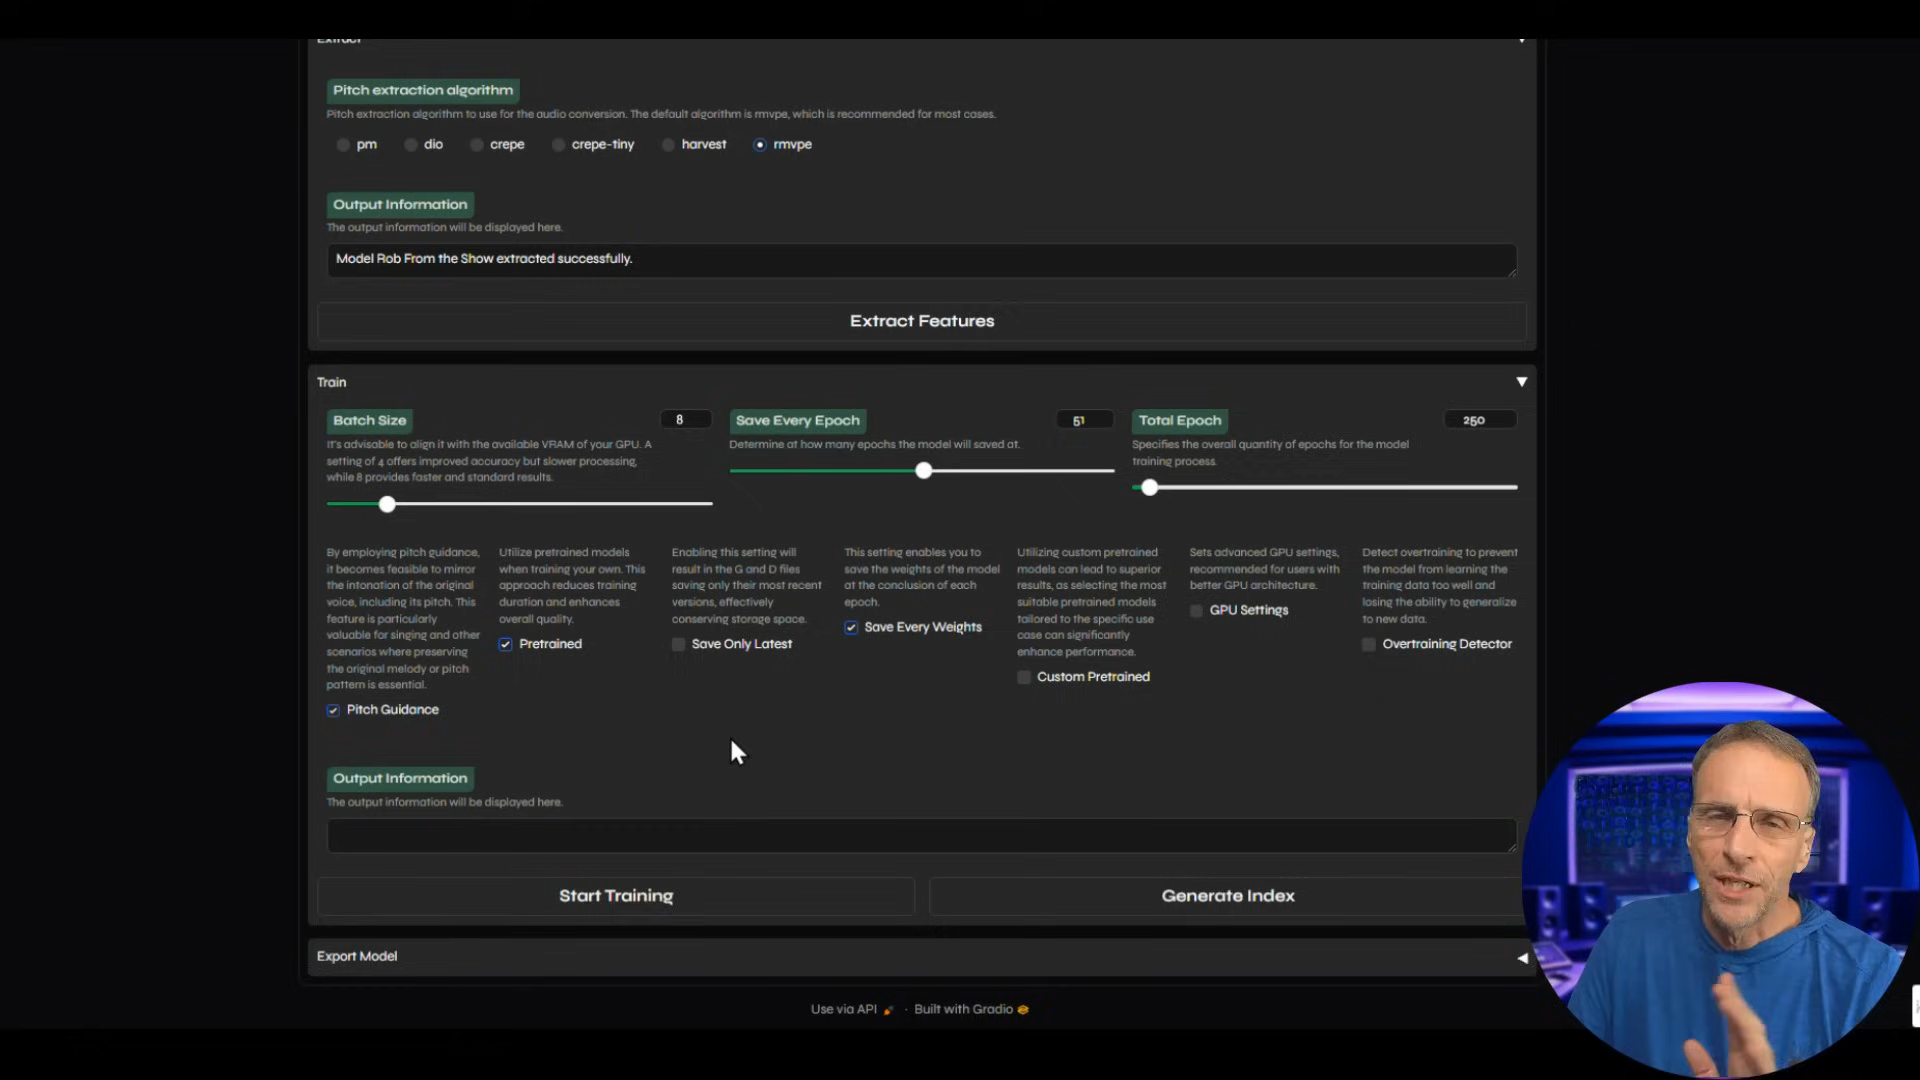 Extract
Pitch extraction algorithm
Pitch extraction algorithm to use for the audio conversion. The default algorithm is rmvpe, which is recommended for most cases.
pm dio crepe crepe-tiny harvest rmvpe
Output Information
The output information will be displayed here.
Model Rob From the Show extracted successfully.
Extract Features
Train
Batch Size 8
It's advisable to align it with the available VRAM of your GPU. A
setting of 4 offers improved accuracy but slower processing,
while 8 provides faster and standard results.
Save Every Epoch 51
Determine at how many epochs the model will saved at.
Total Epoch 250
Specifies the overall quantity of epochs for the model
training process.
By employing pitch guidance,
it becomes feasible to mirror
the intonation of the original
voice, including its pitch. This
feature is particularly
valuable for singing and other
scenarios where preserving
the original melody or pitch
pattern is essential.
Pitch Guidance
Utilize pretrained models
when training your own. This
approach reduces training
duration and enhances
overall quality.
Pretrained
Enabling this setting will
result in the G and D files
saving only their most recent
versions, effectively
conserving storage space.
Save Only Latest
This setting enables you to
save the weights of the model
at the conclusion of each
epoch.
Save Every Weights
Utilizing custom pretrained
models can lead to superior
results, as selecting the most
suitable pretrained models
tailored to the specific use
case can significantly
enhance performance.
Custom Pretrained
Sets advanced GPU settings,
recommended for users with
better GPU architecture.
GPU Settings
Detect overtraining to prevent
the model from learning the
training data too well and
losing the ability to generalize
to new data.
Overtraining Detector
Output Information
The output information will be displayed here.
Start Training
Generate Index
Export Model
Use via API · Built with Gradio